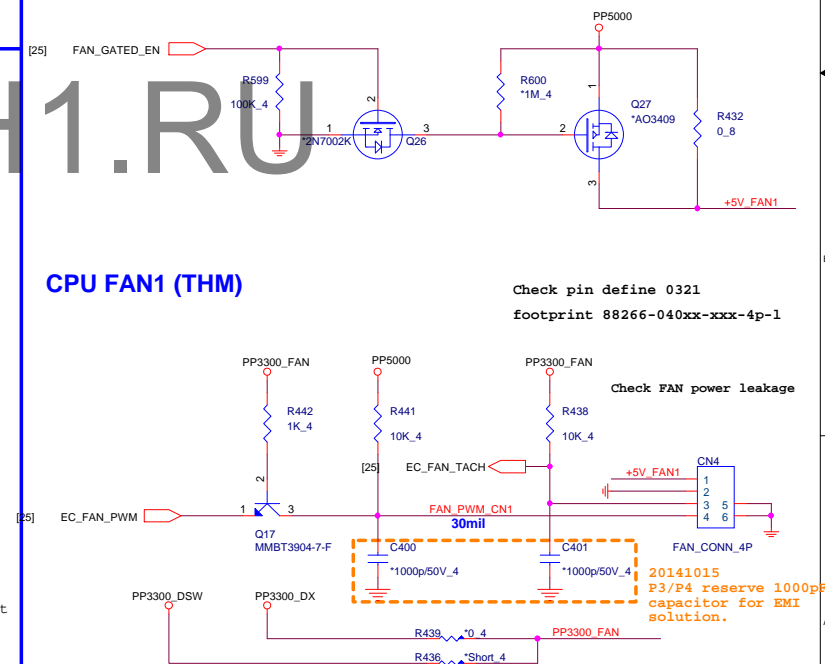 PP5000
[25] FAN_GATED_EN
R599
100K_4
2
1
3
*2N7002K
Q26
R600
*1M_4
1
2
3
Q27
*AO3409
R432
0_8
+5V_FAN1
H1.RU
CPU FAN1 (THM)
Check pin define 0321
footprint 88266-040xx-xxx-4p-l
PP3300_FAN
PP5000
PP3300_FAN
Check FAN power leakage
R442
1K_4
R441
10K_4
R438
10K_4
[25] EC_FAN_TACH
+5V_FAN1
CN4
1
2
3 5
4 6
FAN_CONN_4P
[25] EC_FAN_PWM
2
1
3
Q17
MMBT3904-7-F
FAN_PWM_CN1
30mil
C400
*1000p/50V_4
C401
*1000p/50V_4
20141015
P3/P4 reserve 1000pF
capacitor for EMI
solution.
PP3300_DSW
PP3300_DX
R439
*0_4
PP3300_FAN
R436
*Short_4
t